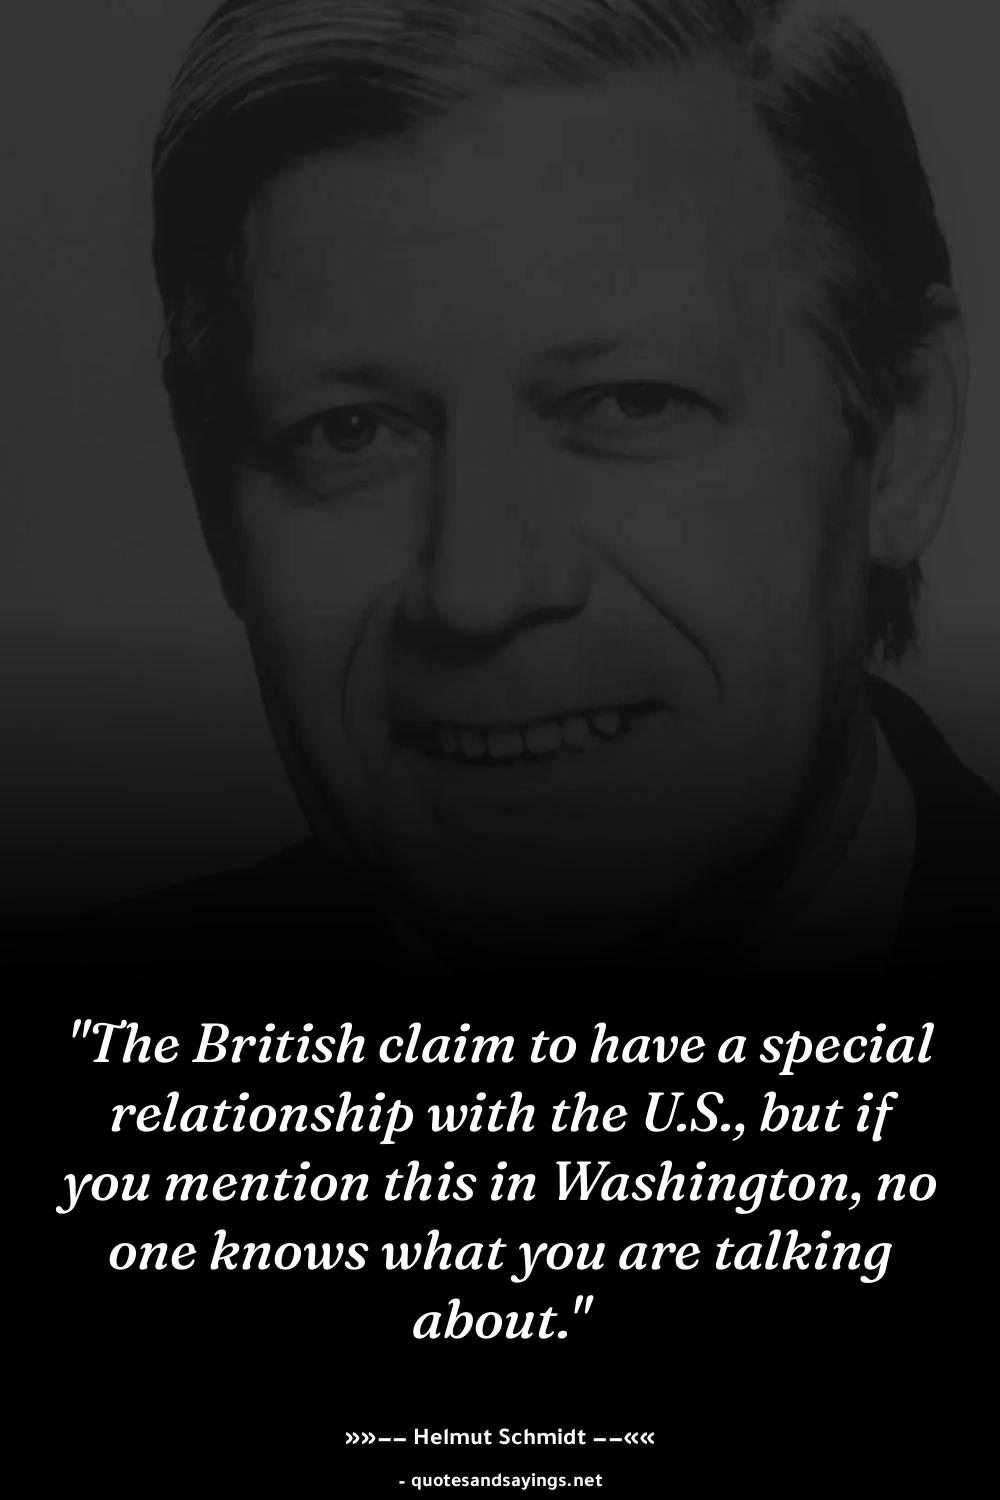 "The British claim to have a special
relationship with the U.S., but if
you mention this in Washington, no
one knows what you are talking
about."
»»–– Helmut Schmidt ––««
- quotesandsayings.net